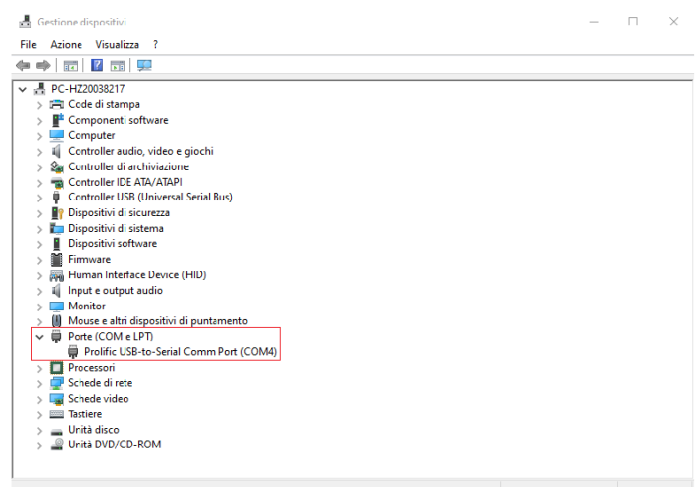 Gestione dispositivi
File Azione Visualizza ?
PC-HZ20038217
Code di stampa
Componenti software
Computer
Controller audio, video e giochi
Controller di archiviazione
Controller IDE ATA/ATAPI
Controller USB (Universal Serial Bus)
Dispositivi di sicurezza
Dispositivi di sistema
Dispositivi software
Firmware
Human Interface Device (HID)
Input e output audio
Monitor
Mouse e altri dispositivi di puntamento
Porte (COM e LPT)
Prolific USB-to-Serial Comm Port (COM4)
Processori
Schede di rete
Schede video
Tastiere
Unità disco
Unità DVD/CD-ROM